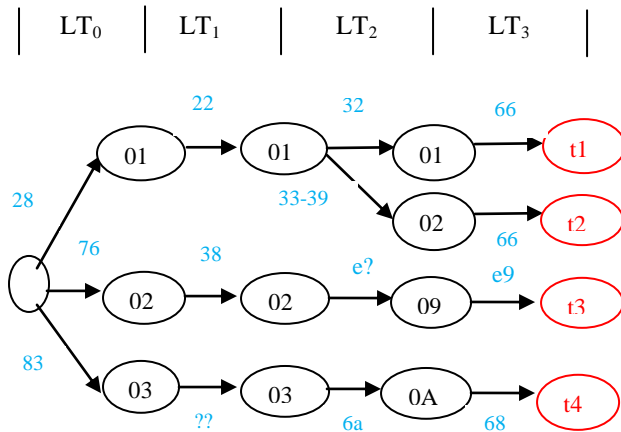 LT₀ LT₁ LT₂ LT₃
22 32 66
01 01 01 t1
28 33-39 02 t2
76 38 e? 66 e9
02 02 09 t3
83
03 03 0A t4
?? 6a 68